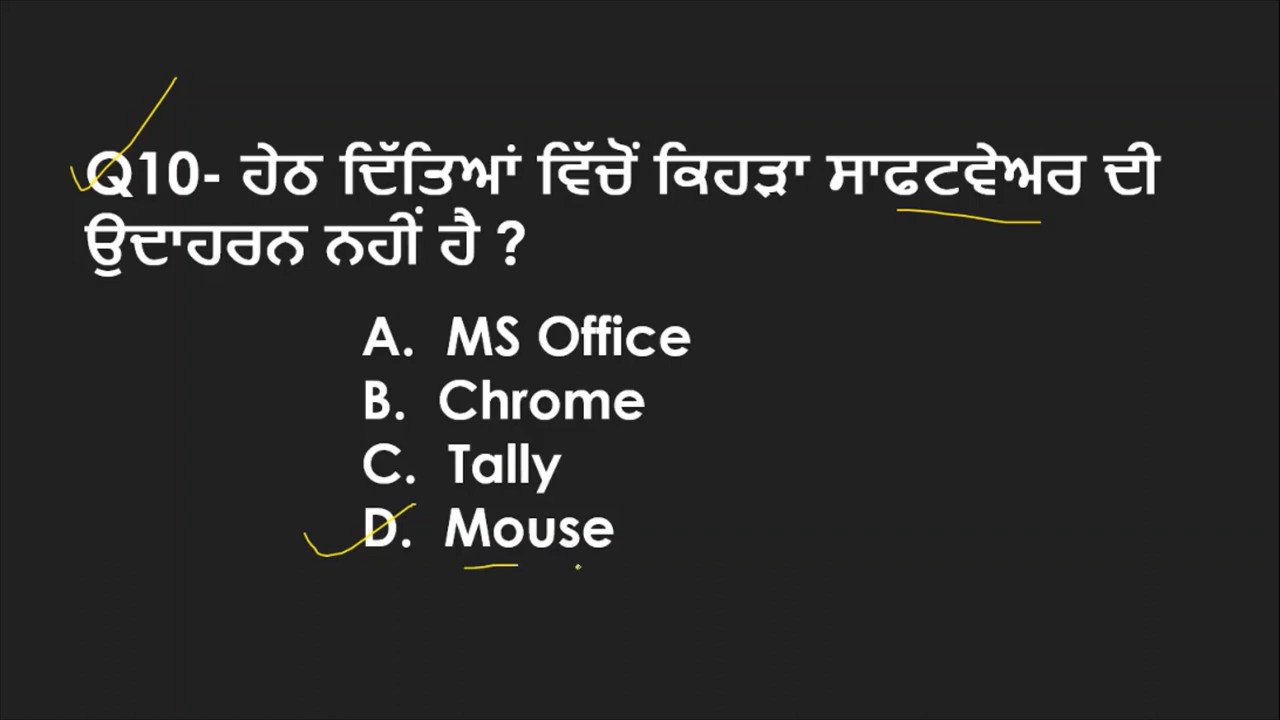 Q10- ਹੇਠ ਦਿੱਤਿਆਂ ਵਿੱਚੋਂ ਕਿਹੜਾ ਸਾਫਟਵੇਅਰ ਦੀ
ਉਦਾਹਰਨ ਨਹੀਂ ਹੈ ?
A. MS Office
B. Chrome
C. Tally
D. Mouse